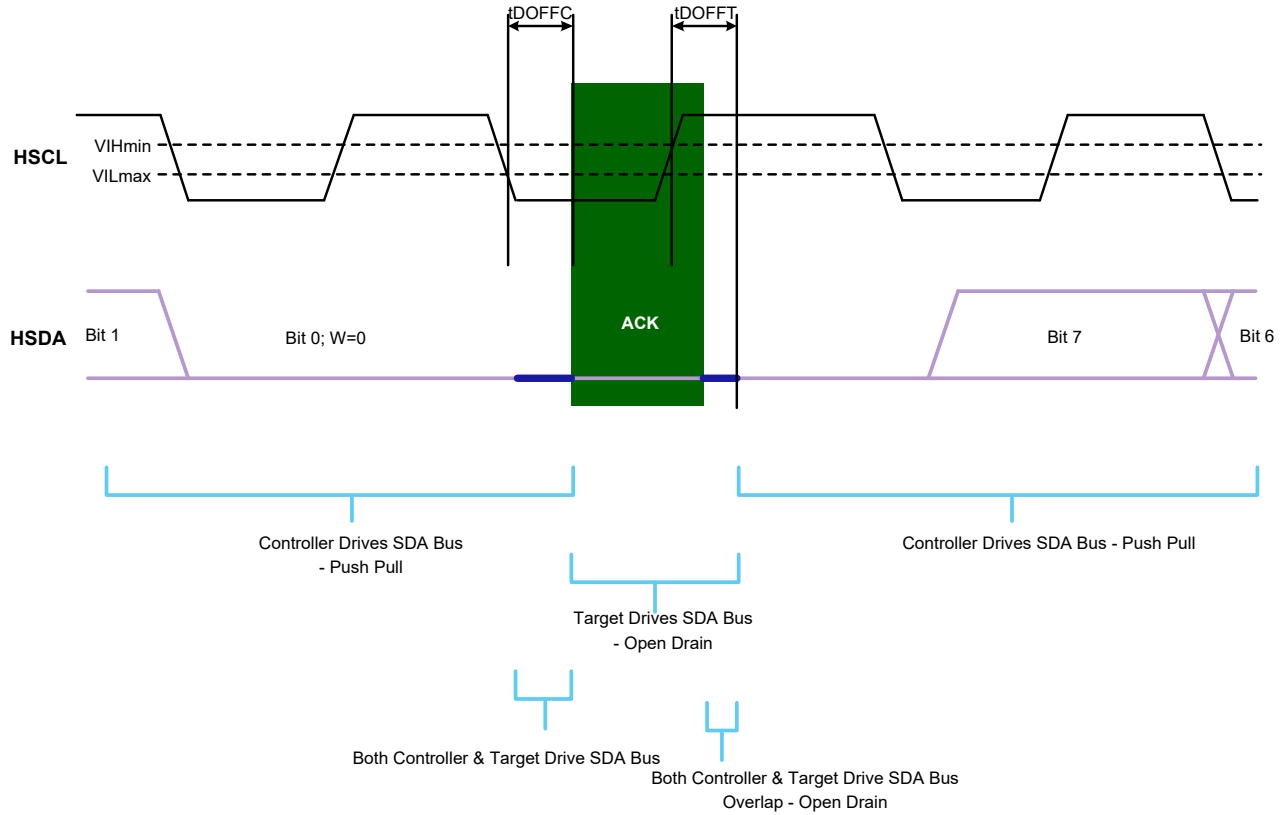 tDOFFC
tDOFFT
HSCL
VIHmin
VILmax
HSDA
Bit 1
Bit 0; W=0
ACK
Bit 7
Bit 6
Controller Drives SDA Bus
- Push Pull
Controller Drives SDA Bus - Push Pull
Target Drives SDA Bus
- Open Drain
Both Controller & Target Drive SDA Bus
Both Controller & Target Drive SDA Bus
Overlap - Open Drain